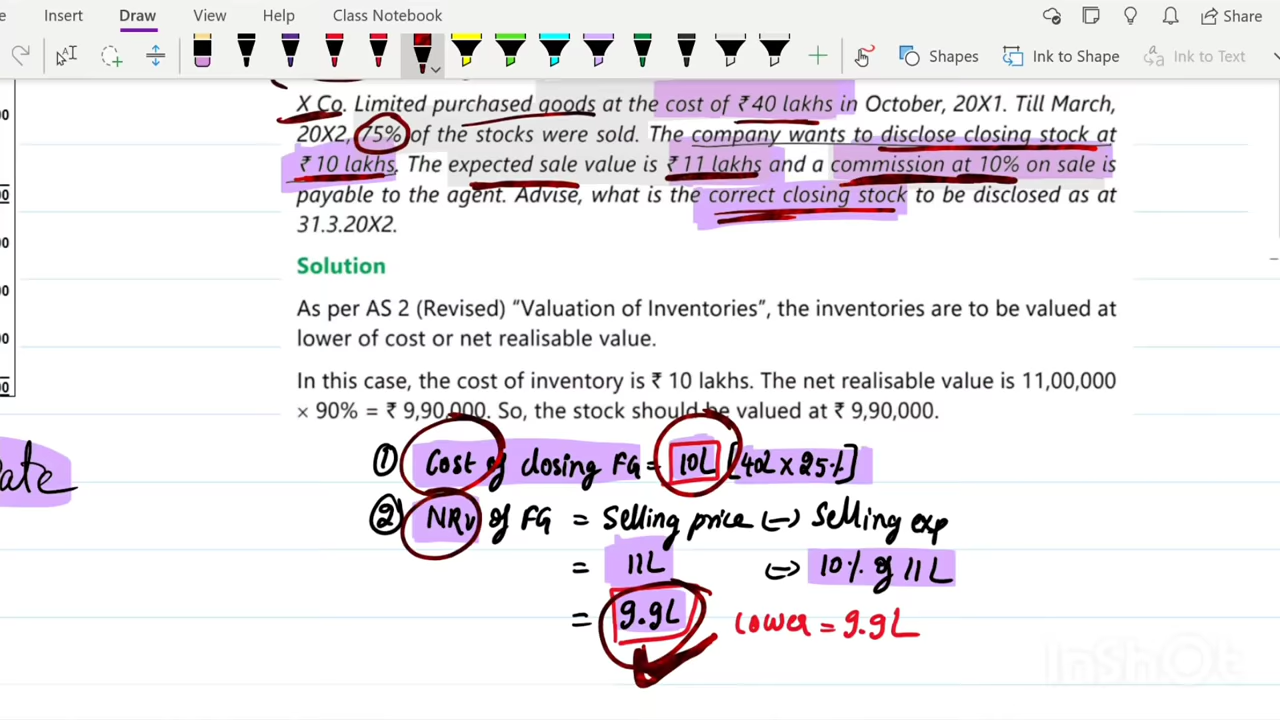 Insert Draw View Help Class Notebook Share
Shapes Ink to Shape Ink to Text
X Co. Limited purchased goods at the cost of ₹ 40 lakhs in October, 20X1. Till March,
20X2, 75% of the stocks were sold. The company wants to disclose closing stock at
₹ 10 lakhs. The expected sale value is ₹ 11 lakhs and a commission at 10% on sale is
payable to the agent. Advise, what is the correct closing stock to be disclosed as at
31.3.20X2.
Solution
As per AS 2 (Revised) “Valuation of Inventories”, the inventories are to be valued at
lower of cost or net realisable value.
In this case, the cost of inventory is ₹ 10 lakhs. The net realisable value is 11,00,000
× 90% = ₹ 9,90,000. So, the stock should be valued at ₹ 9,90,000.
① Cost of closing FG = 10L [40L x 25%]
ate
② NRV of FG = Selling price (-) Selling exp
= 11L (-) 10% of 11L
= 9.9L lower = 9.9L
InShOt